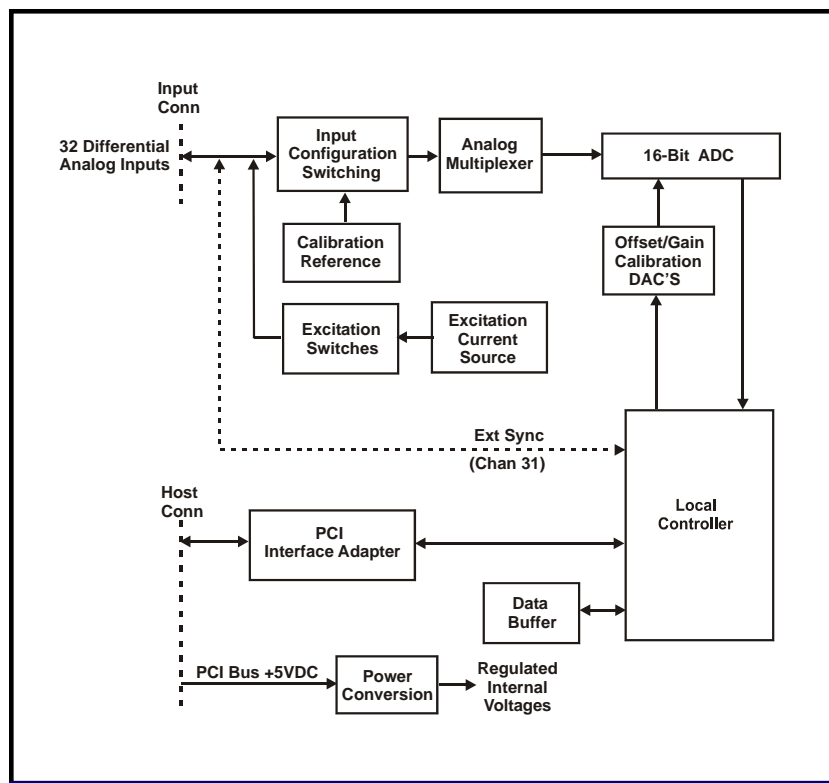 Input
Conn
32 Differential
Analog Inputs
Input
Configuration
Switching
Analog
Multiplexer
16-Bit ADC
Calibration
Reference
Offset/Gain
Calibration
DAC'S
Excitation
Switches
Excitation
Current
Source
Ext Sync
(Chan 31)
Host
Conn
PCI
Interface Adapter
Local
Controller
Data
Buffer
PCI Bus +5VDC
Power
Conversion
Regulated
Internal
Voltages